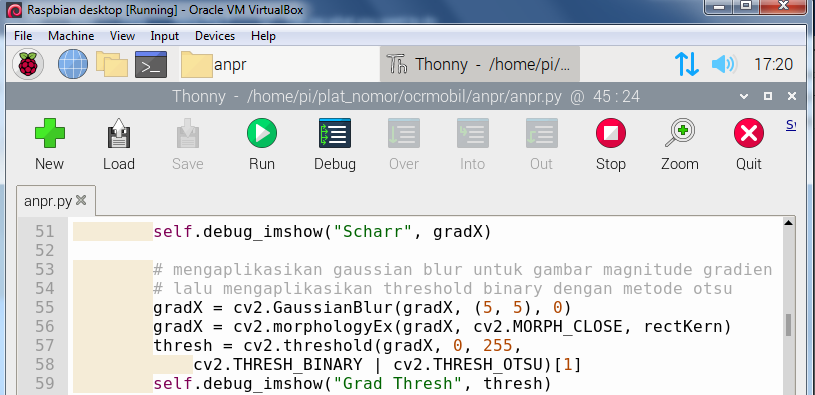 Raspbian desktop [Running] - Oracle VM VirtualBox
File Machine View Input Devices Help
anpr Thonny - /home/pi/... 17:20
Thonny - /home/pi/plat_nomor/ocrmobil/anpr/anpr.py @ 45 : 24
New Load Save Run Debug Over Into Out Stop Zoom Quit
anpr.py
51 self.debug_imshow("Scharr", gradX)
52
53 # mengaplikasikan gaussian blur untuk gambar magnitude gradien
54 # lalu mengaplikasikan threshold binary dengan metode otsu
55 gradX = cv2.GaussianBlur(gradX, (5, 5), 0)
56 gradX = cv2.morphologyEx(gradX, cv2.MORPH_CLOSE, rectKern)
57 thresh = cv2.threshold(gradX, 0, 255,
58 cv2.THRESH_BINARY | cv2.THRESH_OTSU)[1]
59 self.debug_imshow("Grad Thresh", thresh)